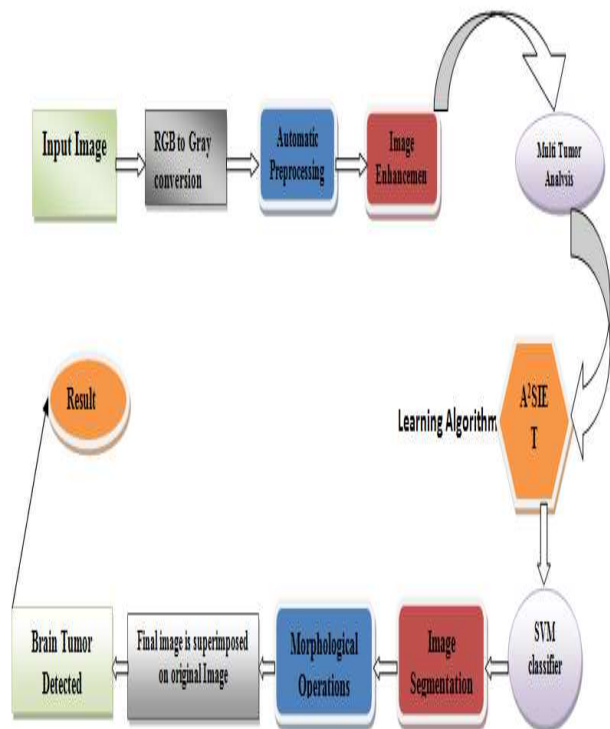 Input Image
RGB to Gray
conversion
Automatic
Preprocessing
Image
Enhancemen
Multi Tumor
Analysis
Result
Learning Algorithm
A²SIE
T
Brain Tumor
Detected
Final image is superimposed
on original Image
Morphological
Operations
Image
Segmentation
SVM
classifier